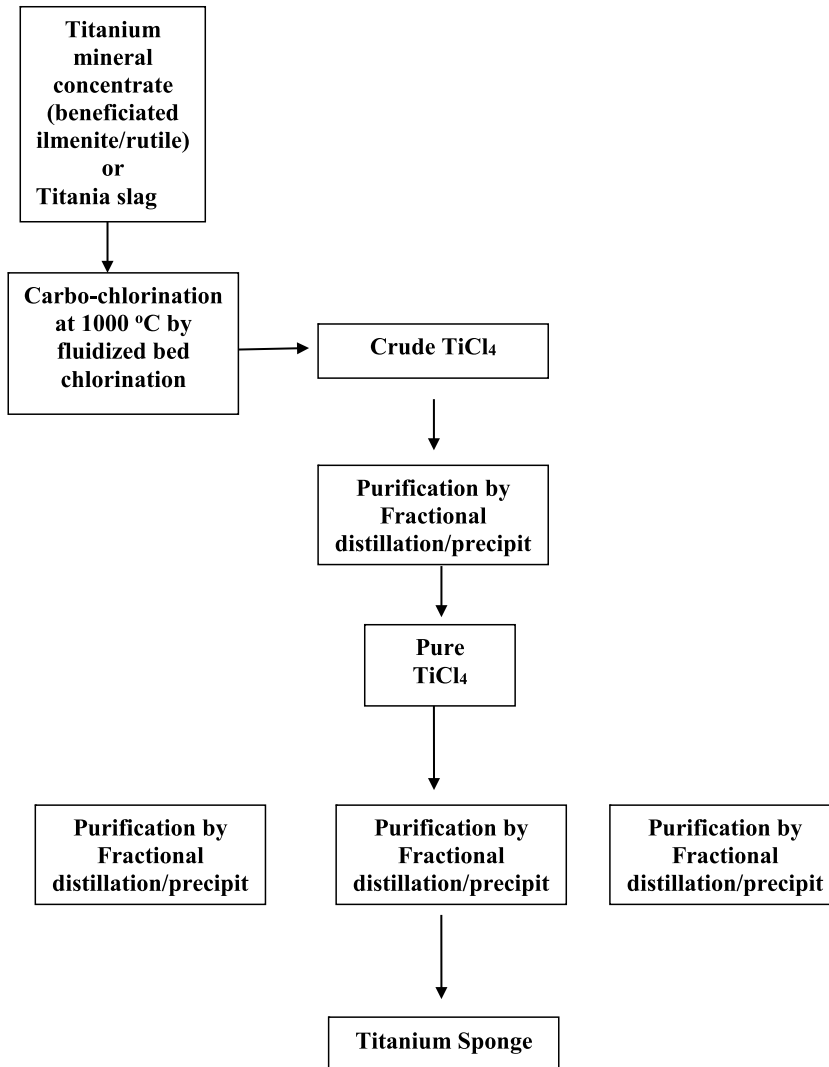 Titanium
mineral
concentrate
(beneficiated
ilmenite/rutile)
or
Titania slag
Carbo-chlorination
at 1000 ºC by
fluidized bed
chlorination
Crude TiCl₄
Purification by
Fractional
distillation/precipit
Pure
TiCl₄
Purification by
Fractional
distillation/precipit
Purification by
Fractional
distillation/precipit
Purification by
Fractional
distillation/precipit
Titanium Sponge